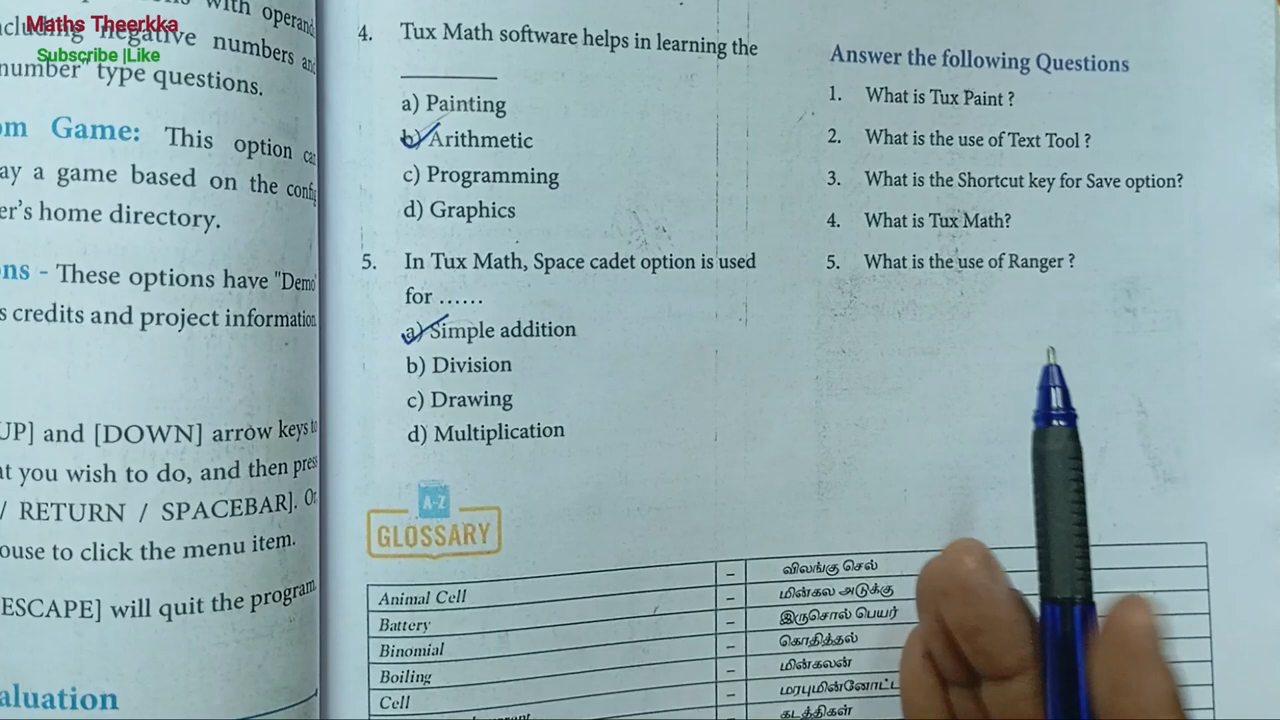 Maths Theerkka
Subscribe |Like
with operand
negative numbers and
number" type questions.
om Game: This option can
ay a game based on the config
er's home directory.
ns - These options have "Demo"
s credits and project information
UP] and [DOWN] arrow keys to
at you wish to do, and then press
/ RETURN / SPACEBAR]. Or
ouse to click the menu item.
ESCAPE] will quit the program.
aluation
4. Tux Math software helps in learning the
__________
a) Painting
b) Arithmetic
c) Programming
d) Graphics
5. In Tux Math, Space cadet option is used
for ......
a) Simple addition
b) Division
c) Drawing
d) Multiplication
Answer the following Questions
1. What is Tux Paint ?
2. What is the use of Text Tool ?
3. What is the Shortcut key for Save option?
4. What is Tux Math?
5. What is the use of Ranger ?
A-Z
GLOSSARY
Animal Cell – விலங்கு செல்
Battery – மின்கல அடுக்கு
Binomial – இருசொல் பெயர்
Boiling – கொதித்தல்
Cell – மின்கலன்
– மரபுமின்னோட்ட
கடத்திகள்